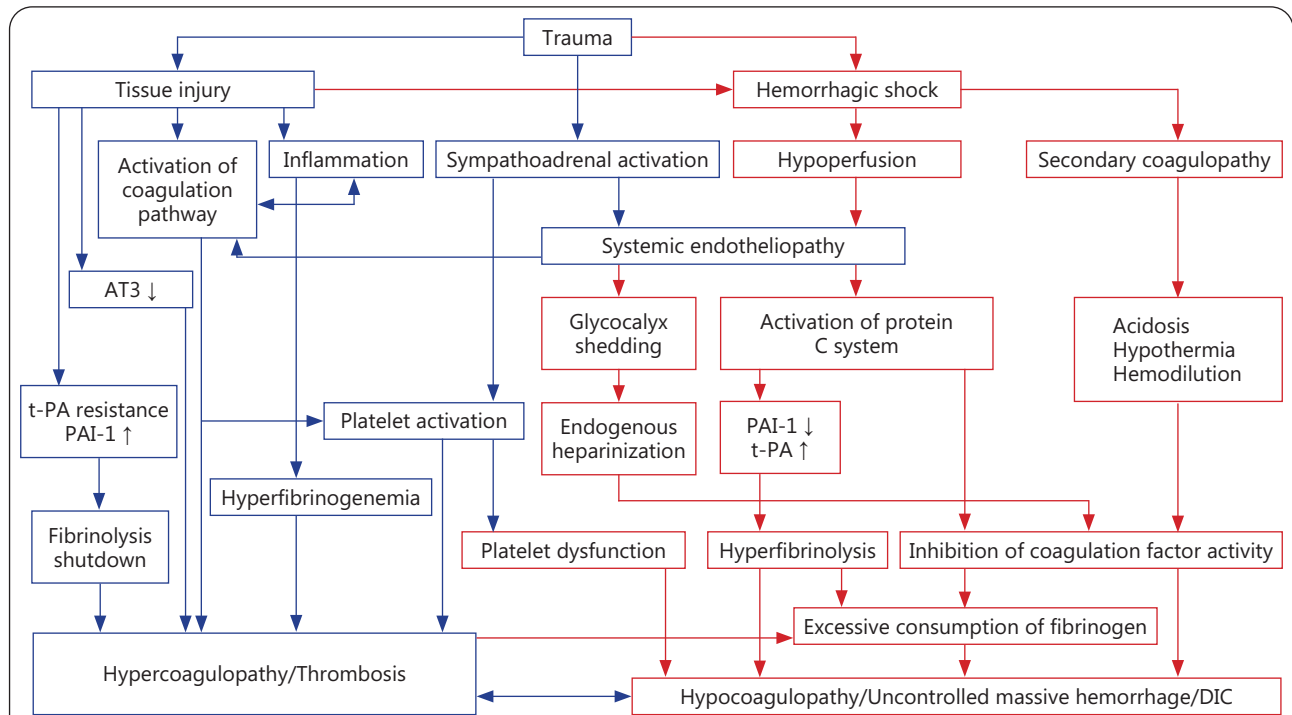 Trauma
Tissue injury
Hemorrhagic shock
Activation of
coagulation
pathway
Inflammation
Sympathoadrenal activation
Hypoperfusion
Secondary coagulopathy
Systemic endotheliopathy
AT3 ↓
Glycocalyx
shedding
Activation of protein
C system
Acidosis
Hypothermia
Hemodilution
t-PA resistance
PAI-1 ↑
Platelet activation
Endogenous
heparinization
PAI-1 ↓
t-PA ↑
Hyperfibrinogenemia
Fibrinolysis
shutdown
Platelet dysfunction
Hyperfibrinolysis
Inhibition of coagulation factor activity
Excessive consumption of fibrinogen
Hypercoagulopathy/Thrombosis
Hypocoagulopathy/Uncontrolled massive hemorrhage/DIC